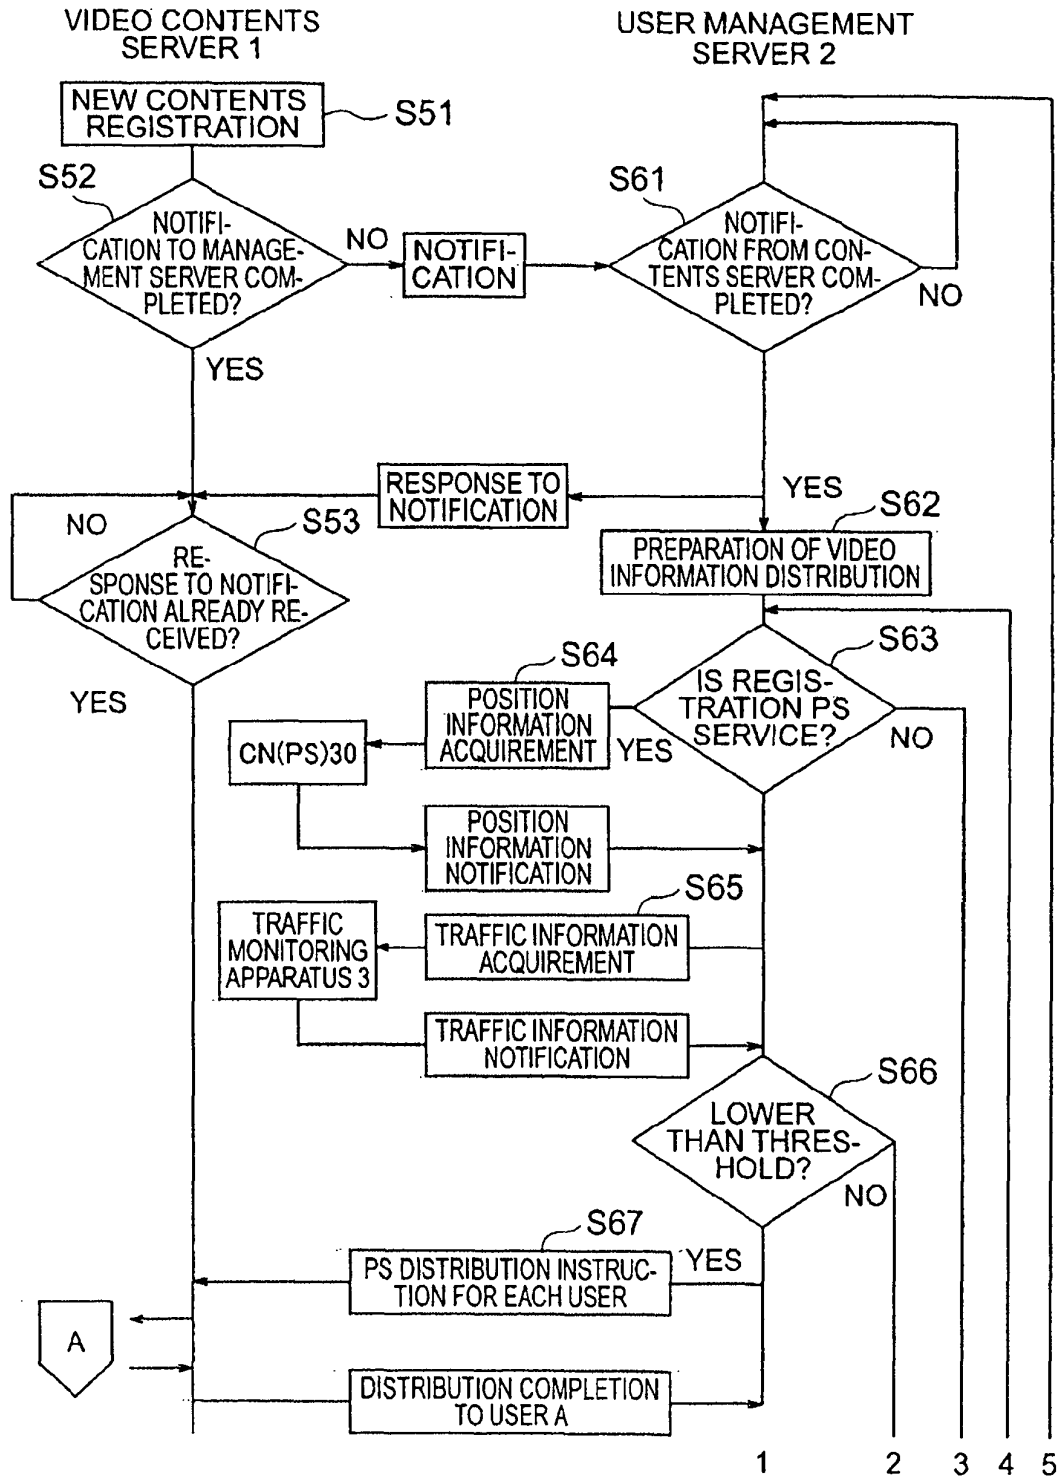 VIDEO CONTENTS
SERVER 1
USER MANAGEMENT
SERVER 2
NEW CONTENTS
REGISTRATION
S51
S52
NOTIFI-
CATION TO MANAGE-
MENT SERVER COM-
PLETED?
NO
NOTIFI-
CATION
S61
NOTIFI-
CATION FROM CON-
TENTS SERVER COM-
PLETED?
NO
YES
RESPONSE TO
NOTIFICATION
YES
S62
PREPARATION OF VIDEO
INFORMATION DISTRIBUTION
NO
S53
RE-
SPONSE TO NOTIFI-
CATION ALREADY RE-
CEIVED?
YES
S63
IS REGIS-
TRATION PS
SERVICE?
NO
YES
S64
POSITION
INFORMATION
ACQUIREMENT
CN(PS)30
POSITION
INFORMATION
NOTIFICATION
S65
TRAFFIC INFORMATION
ACQUIREMENT
TRAFFIC
MONITORING
APPARATUS 3
TRAFFIC INFORMATION
NOTIFICATION
S66
LOWER
THAN THRES-
HOLD?
NO
YES
S67
PS DISTRIBUTION INSTRUC-
TION FOR EACH USER
A
DISTRIBUTION COMPLETION
TO USER A
1 2 3 4 5